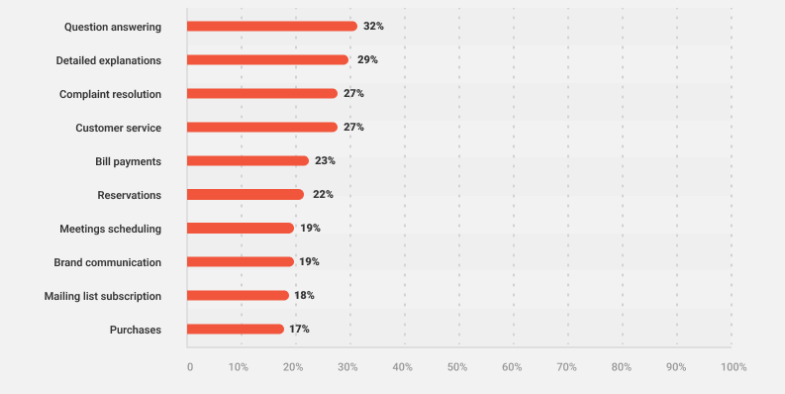 Question answering 32%
Detailed explanations 29%
Complaint resolution 27%
Customer service 27%
Bill payments 23%
Reservations 22%
Meetings scheduling 19%
Brand communication 19%
Mailing list subscription 18%
Purchases 17%
0 10% 20% 30% 40% 50% 60% 70% 80% 90% 100%